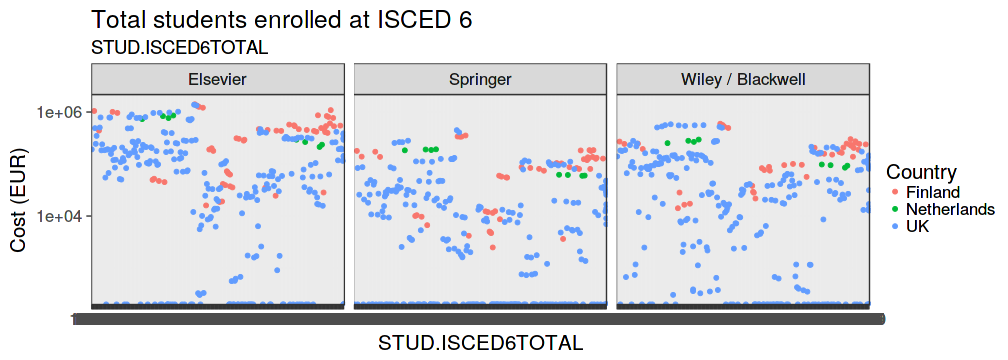 Total students enrolled at ISCED 6
STUD.ISCED6TOTAL
Elsevier
Springer
Wiley / Blackwell
1e+06
1e+04
Cost (EUR)
STUD.ISCED6TOTAL
Country
Finland
Netherlands
UK